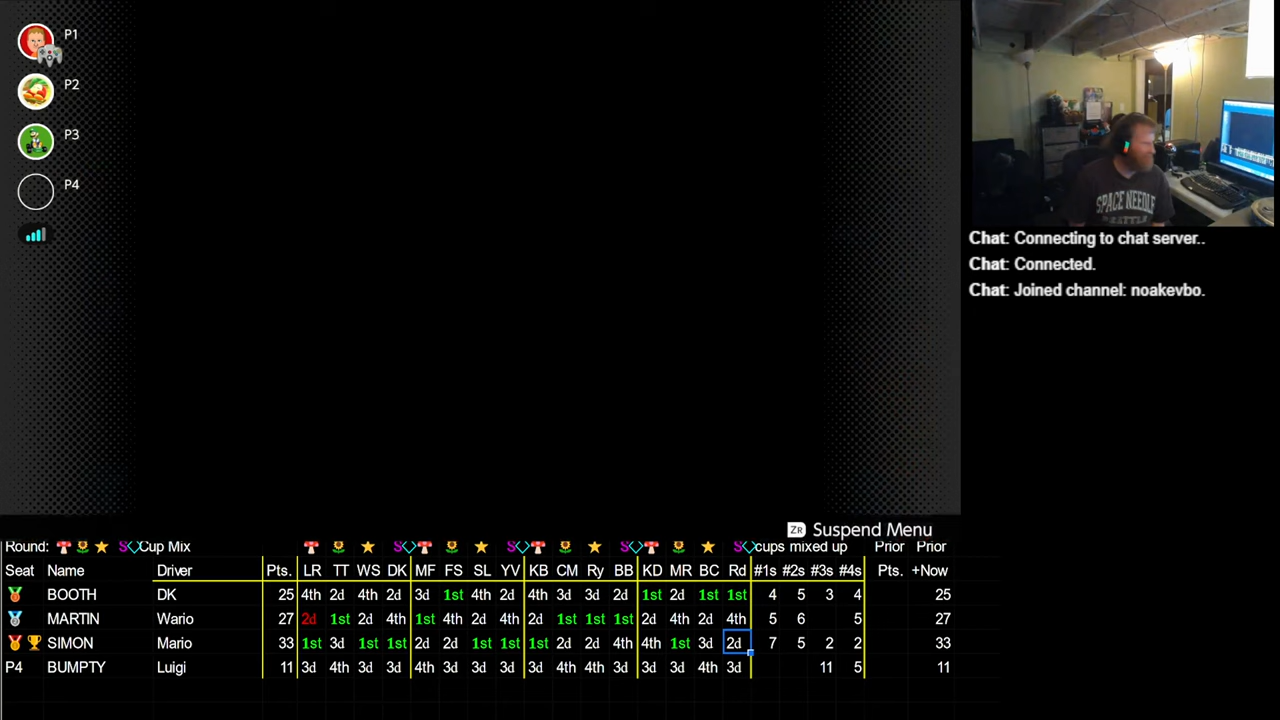 P1
P2
P3
P4
SPACE NEEDLE
SEATTLE
Chat: Connecting to chat server..
Chat: Connected.
Chat: Joined channel: noakevbo.
ZR Suspend Menu
Round: S Cup Mix S S S S cups mixed up Prior Prior
Seat Name Driver Pts. LR TT WS DK MF FS SL YV KB CM Ry BB KD MR BC Rd #1s #2s #3s #4s Pts. +Now
BOOTH DK 25 4th 2d 4th 2d 3d 1st 4th 2d 4th 3d 3d 2d 1st 2d 1st 1st 4 5 3 4 25
MARTIN Wario 27 2d 1st 2d 4th 1st 4th 2d 4th 2d 1st 1st 1st 2d 4th 2d 4th 5 6 5 27
SIMON Mario 33 1st 3d 1st 1st 2d 2d 1st 1st 1st 2d 2d 4th 4th 1st 3d 2d 7 5 2 2 33
P4 BUMPTY Luigi 11 3d 4th 3d 3d 4th 3d 3d 3d 3d 4th 4th 3d 3d 3d 4th 3d 11 5 11